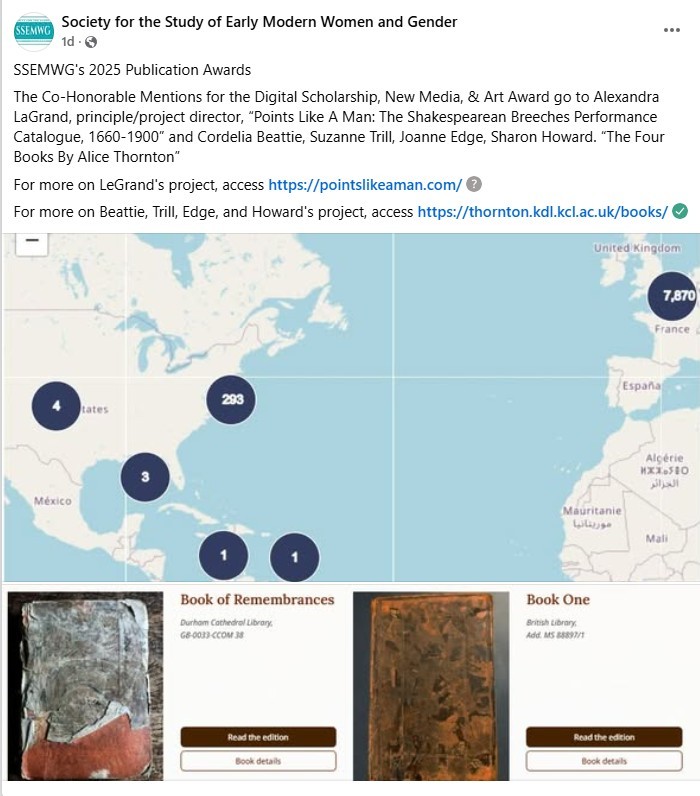 SSEMWG
Society for the Study of Early Modern Women and Gender
1d ·
SSEMWG's 2025 Publication Awards
The Co-Honorable Mentions for the Digital Scholarship, New Media, & Art Award go to Alexandra
LaGrand, principle/project director, "Points Like A Man: The Shakespearean Breeches Performance
Catalogue, 1660-1900" and Cordelia Beattie, Suzanne Trill, Joanne Edge, Sharon Howard. "The Four
Books By Alice Thornton"
For more on LeGrand's project, access https://pointslikeaman.com/ ?
For more on Beattie, Trill, Edge, and Howard's project, access https://thornton.kdl.kcl.ac.uk/books/
−
United Kingdom
7,870
France
España
4
tates
293
3
México
1
1
Algérie
ⵍⵣⵣⴰⵢⴻⵔ
الجزائر
Mauritanie
موريتانيا
Mali
Book of Remembrances
Durham Cathedral Library,
GB-0033-CCOM 38
Read the edition
Book details
Book One
British Library,
Add. MS 88897/1
Read the edition
Book details